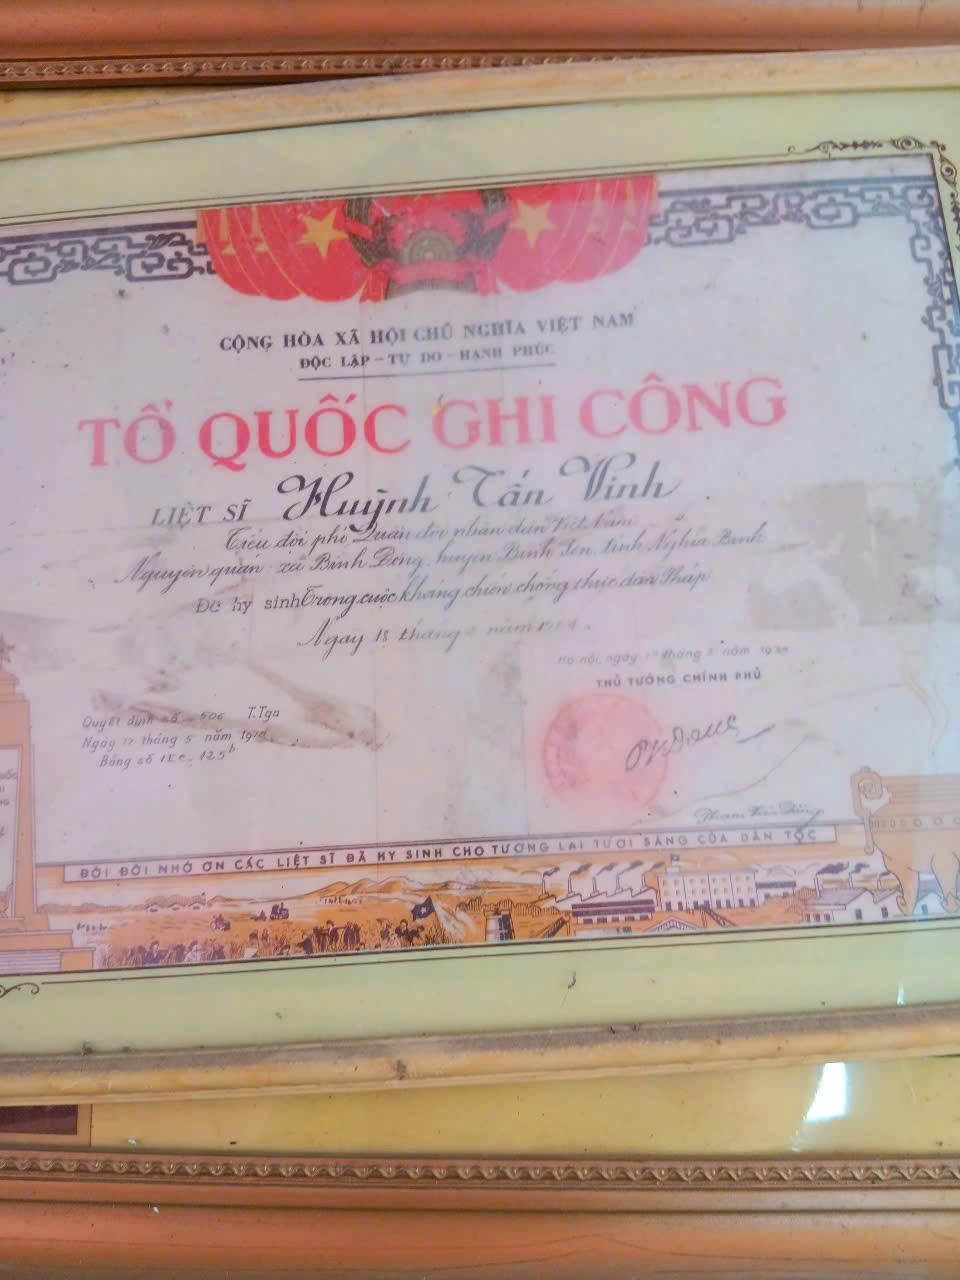 CỘNG HÒA XÃ HỘI CHỦ NGHĨA VIỆT NAM
ĐỘC LẬP - TỰ DO - HẠNH PHÚC
TỔ QUỐC GHI CÔNG
LIỆT SĨ Huỳnh Tấn Vinh
Tiểu đội phó Quân đội nhân dân Việt Nam
Nguyên quán xã Bình Đông, huyện Bình Sơn, tỉnh Nghĩa Bình
Đã hy sinh Trong cuộc kháng chiến chống thực dân Pháp
Ngày 18 tháng năm
Hà nội, ngày tháng 5 năm
THỦ TƯỚNG CHÍNH PHỦ
Quyết định số 506 T.Tga
Ngày tháng 5 năm
Bằng số 125b
Phạm Văn Đồng
ĐỜI ĐỜI NHỚ ƠN CÁC LIỆT SĨ ĐÃ HY SINH CHO TƯƠNG LAI TƯƠI SÁNG CỦA DÂN TỘC